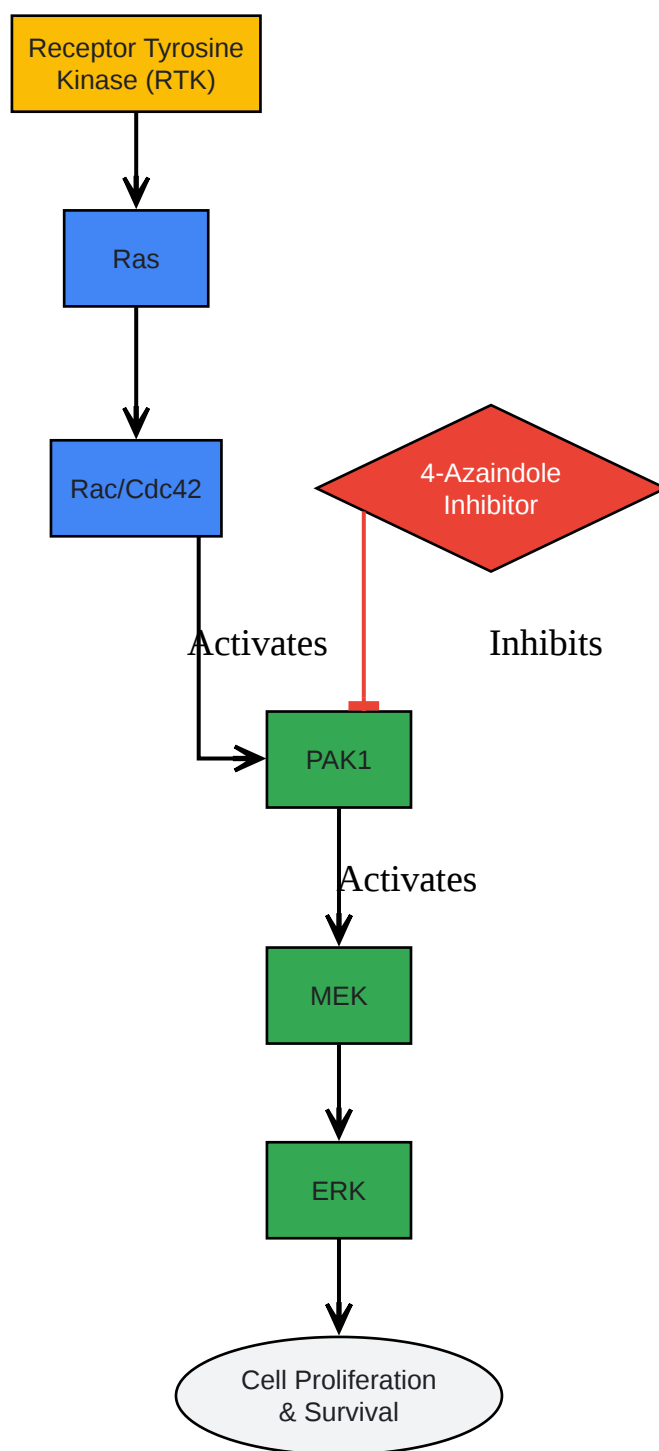 Receptor Tyrosine
Kinase (RTK)
Ras
Rac/Cdc42
4-Azaindole
Inhibitor
Activates
Inhibits
PAK1
Activates
MEK
ERK
Cell Proliferation
& Survival